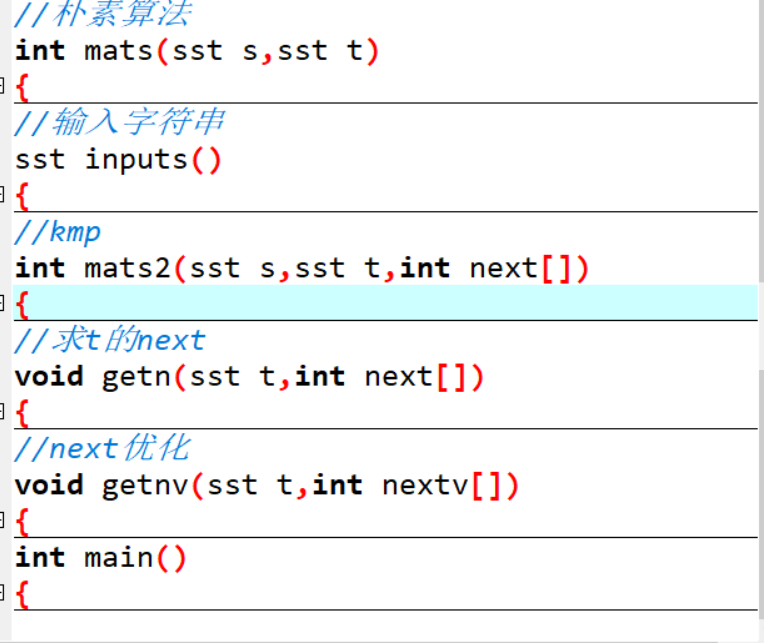 //朴素算法
int mats(sst s,sst t)
{
//输入字符串
sst inputs()
{
//kmp
int mats2(sst s,sst t,int next[])
{
//求t的next
void getn(sst t,int next[])
{
//next优化
void getnv(sst t,int nextv[])
{
int main()
{